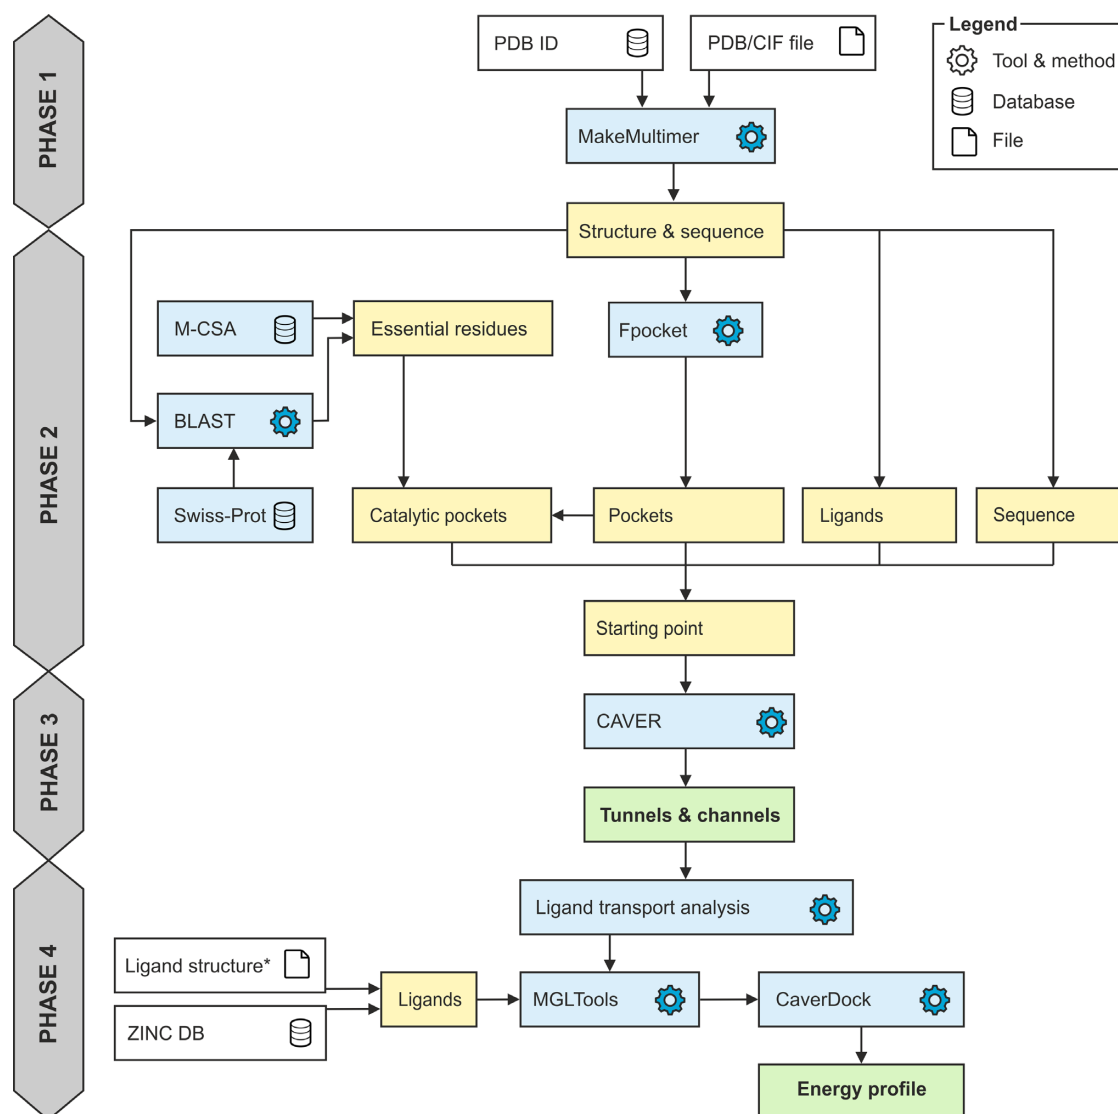 PHASE 1
PDB ID
PDB/CIF file
Legend
Tool & method
Database
File
MakeMultimer
PHASE 2
Structure & sequence
M-CSA
Essential residues
Fpocket
BLAST
Swiss-Prot
Catalytic pockets
Pockets
Ligands
Sequence
Starting point
PHASE 3
CAVER
Tunnels & channels
PHASE 4
Ligand transport analysis
Ligand structure*
ZINC DB
Ligands
MGLTools
CaverDock
Energy profile